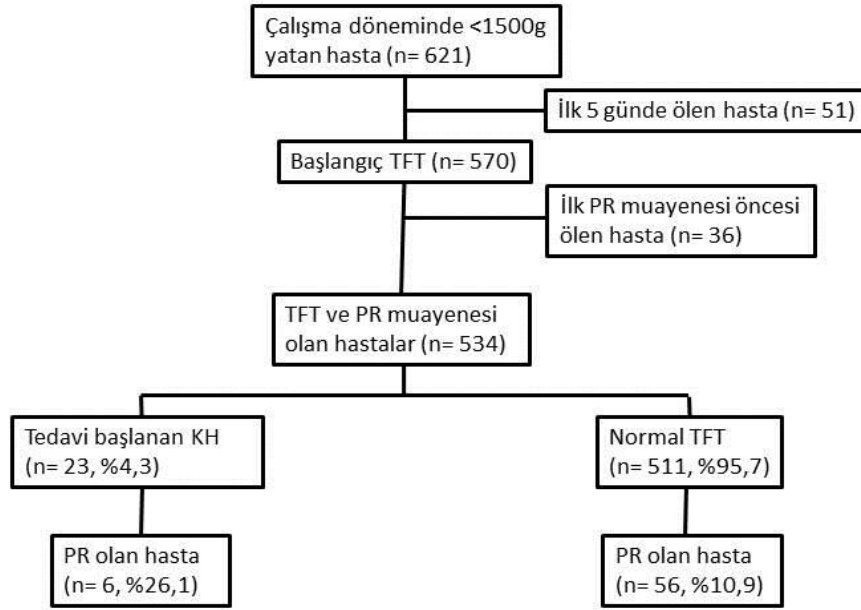 Çalışma döneminde <1500g
yatan hasta (n= 621)
İlk 5 günde ölen hasta (n= 51)
Başlangıç TFT (n= 570)
İlk PR muayenesi öncesi
ölen hasta (n= 36)
TFT ve PR muayenesi
olan hastalar (n= 534)
Tedavi başlanan KH
(n= 23, %4,3)
Normal TFT
(n= 511, %95,7)
PR olan hasta
(n= 6, %26,1)
PR olan hasta
(n= 56, %10,9)